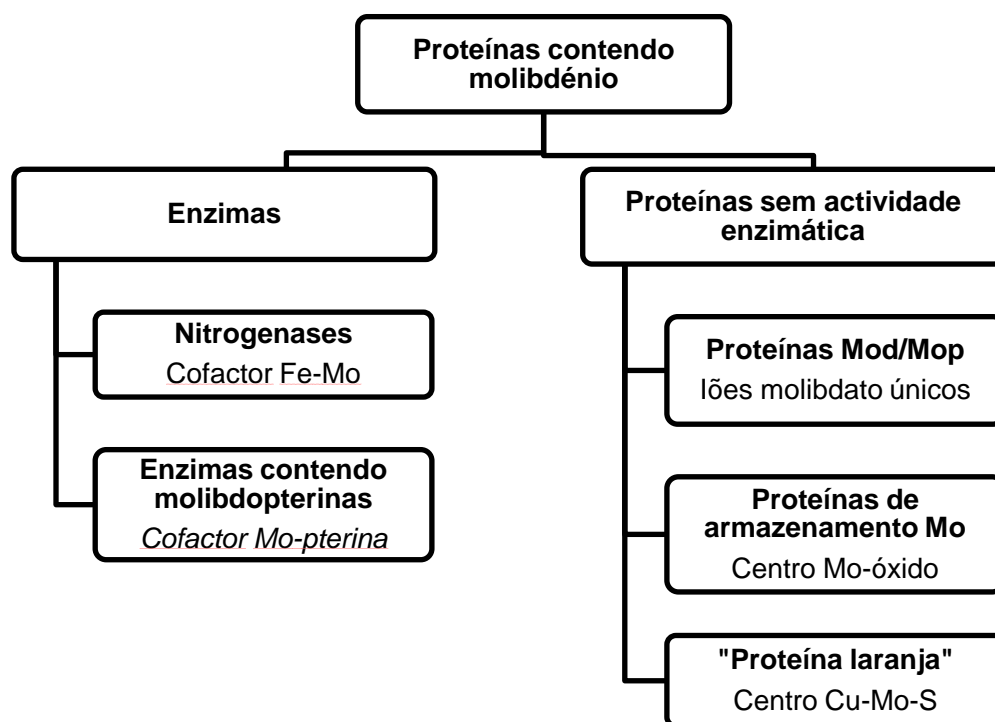 Proteínas contendo
molibdénio
Enzimas
Nitrogenases
Cofactor Fe-Mo
Enzimas contendo
molibdopterinas
Cofactor Mo-pterina
Proteínas sem actividade
enzimática
Proteínas Mod/Mop
Iões molibdato únicos
Proteínas de
armazenamento Mo
Centro Mo-óxido
"Proteína laranja"
Centro Cu-Mo-S